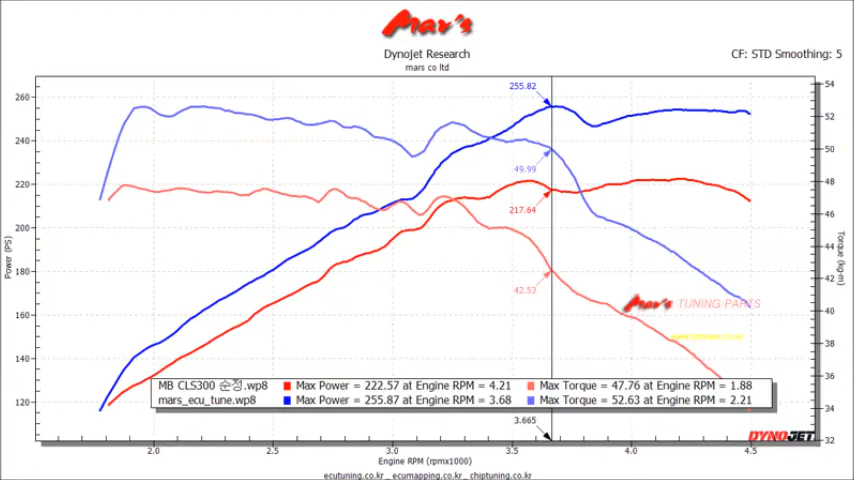 Mar's
Dynojet Research
mars co ltd
CF: STD Smoothing: 5
260
240
220
200
180
160
140
120
Power (PS)
54
52
50
48
46
44
42
40
38
36
34
32
Torque (kg-m)
255.82
49.99
217.64
42.53
3.665
Mar's TUNING PARTS
MB CLS300 순정.wp8 Max Power = 222.57 at Engine RPM = 4.21 Max Torque = 47.76 at Engine RPM = 1.88
mars_ecu_tune.wp8 Max Power = 255.87 at Engine RPM = 3.68 Max Torque = 52.63 at Engine RPM = 2.21
DYNOJET
2.0 2.5 3.0 3.5 4.0 4.5
Engine RPM (rpmx1000)
ecutuning.co.kr _ ecumapping.co.kr _ chiptuning.co.kr